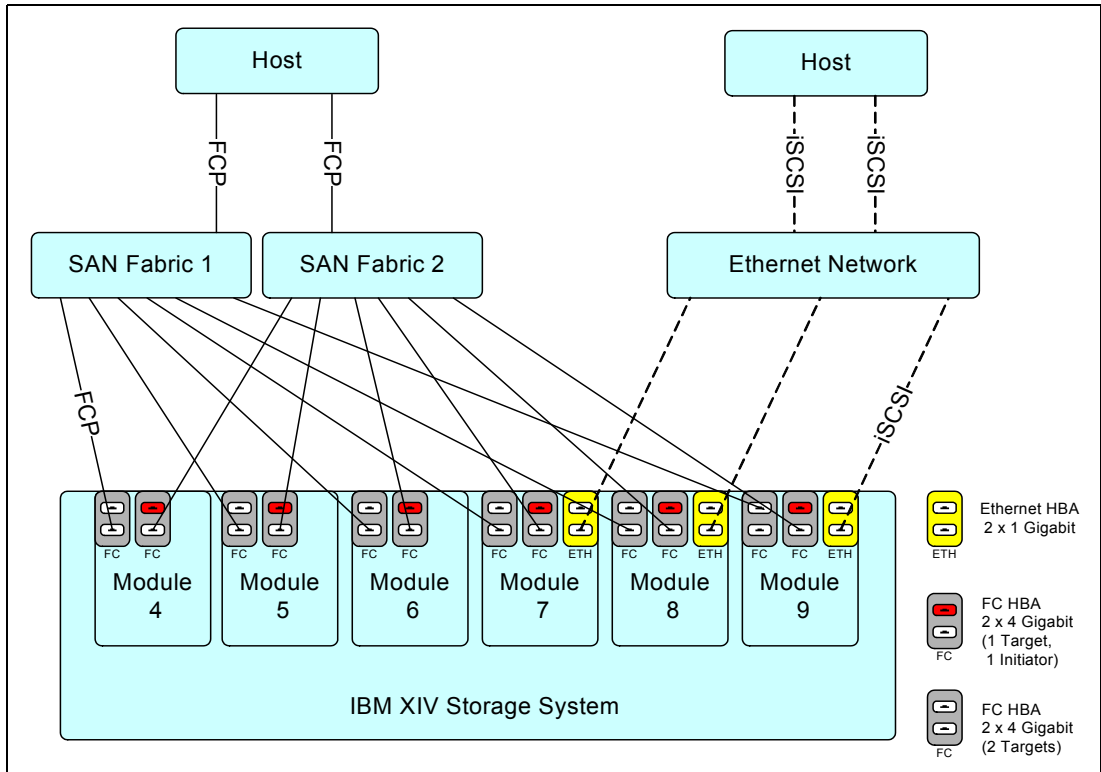 Host
Host
FCP
FCP
iSCSI
iSCSI
SAN Fabric 1
SAN Fabric 2
Ethernet Network
FCP
iSCSI
FC
FC
FC
FC
FC
FC
FC
FC
ETH
FC
FC
ETH
FC
FC
ETH
Module
4
Module
5
Module
6
Module
7
Module
8
Module
9
IBM XIV Storage System
Ethernet HBA
2 x 1 Gigabit
ETH
FC HBA
2 x 4 Gigabit
(1 Target,
1 Initiator)
FC
FC HBA
2 x 4 Gigabit
(2 Targets)
FC